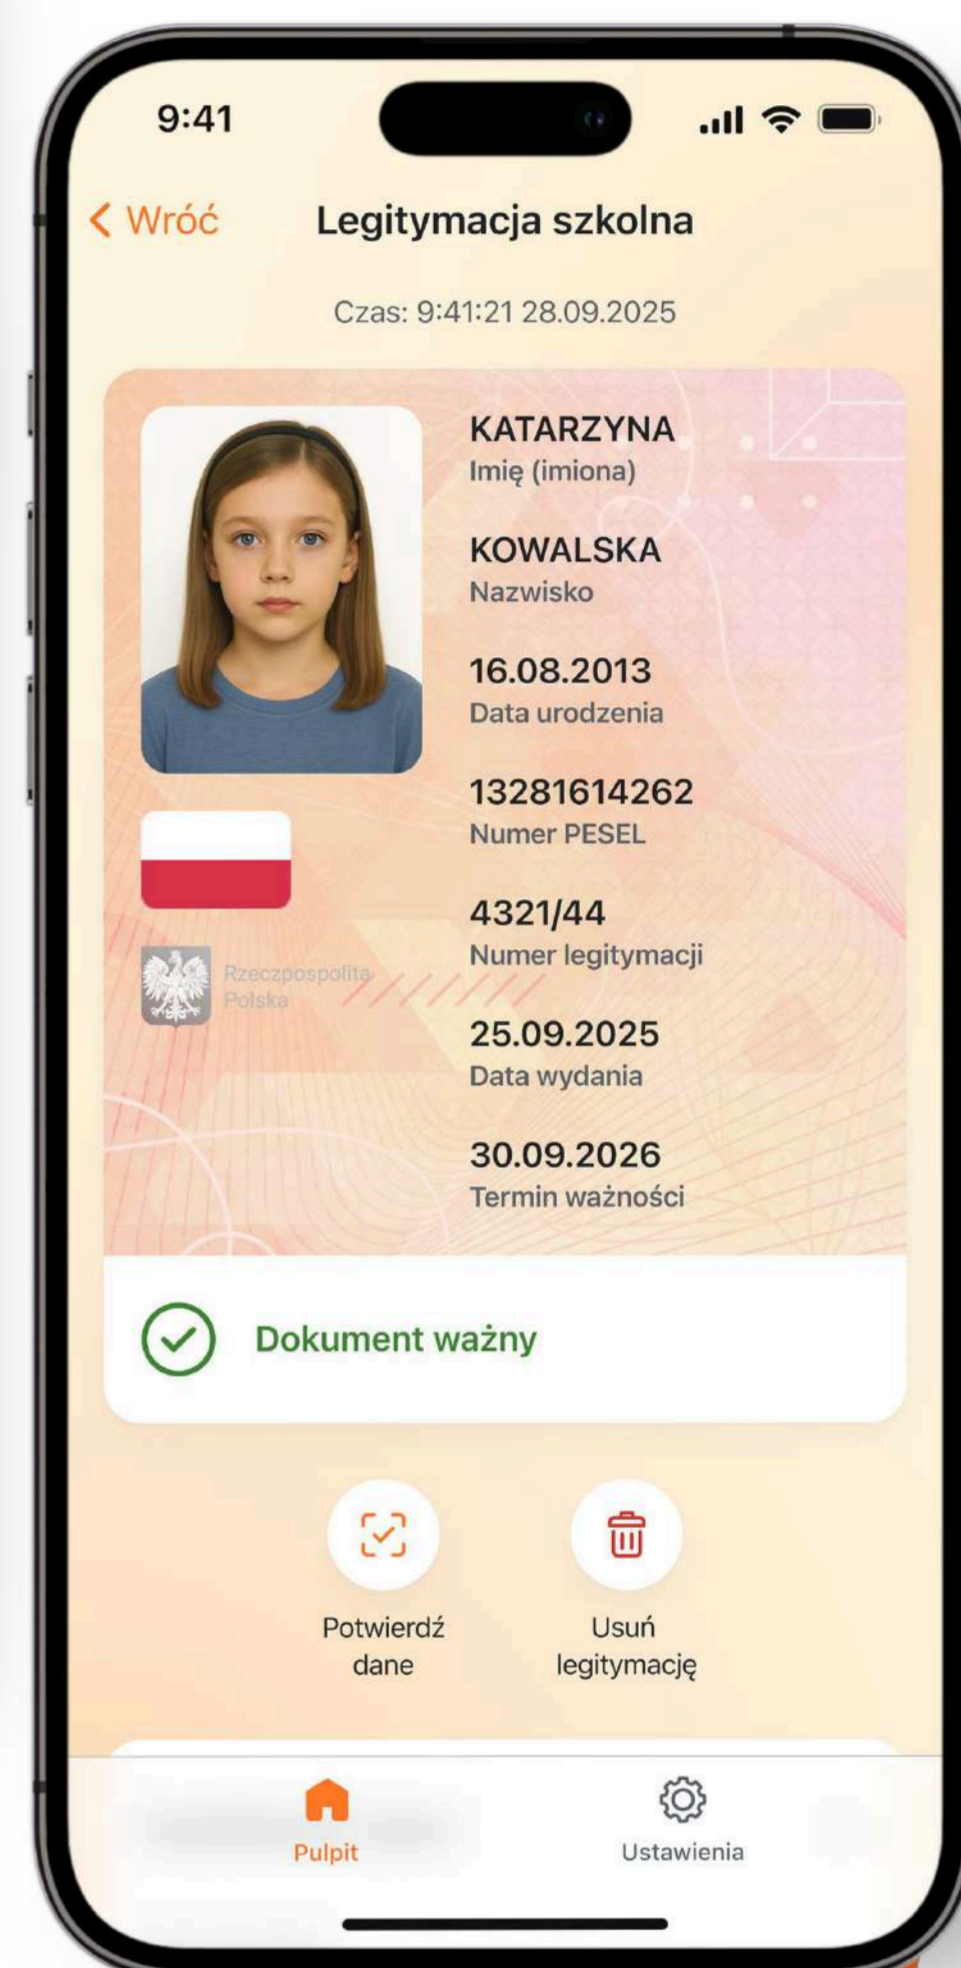 9:41
Wróć
Legitymacja szkolna
Czas: 9:41:21 28.09.2025
KATARZYNA
Imię (imiona)
KOWALSKA
Nazwisko
16.08.2013
Data urodzenia
13281614262
Numer PESEL
4321/44
Numer legitymacji
Rzeczpospolita
Polska
25.09.2025
Data wydania
30.09.2026
Termin ważności
Dokument ważny
Potwierdź
dane
Usuń
legitymację
Pulpit
Ustawienia